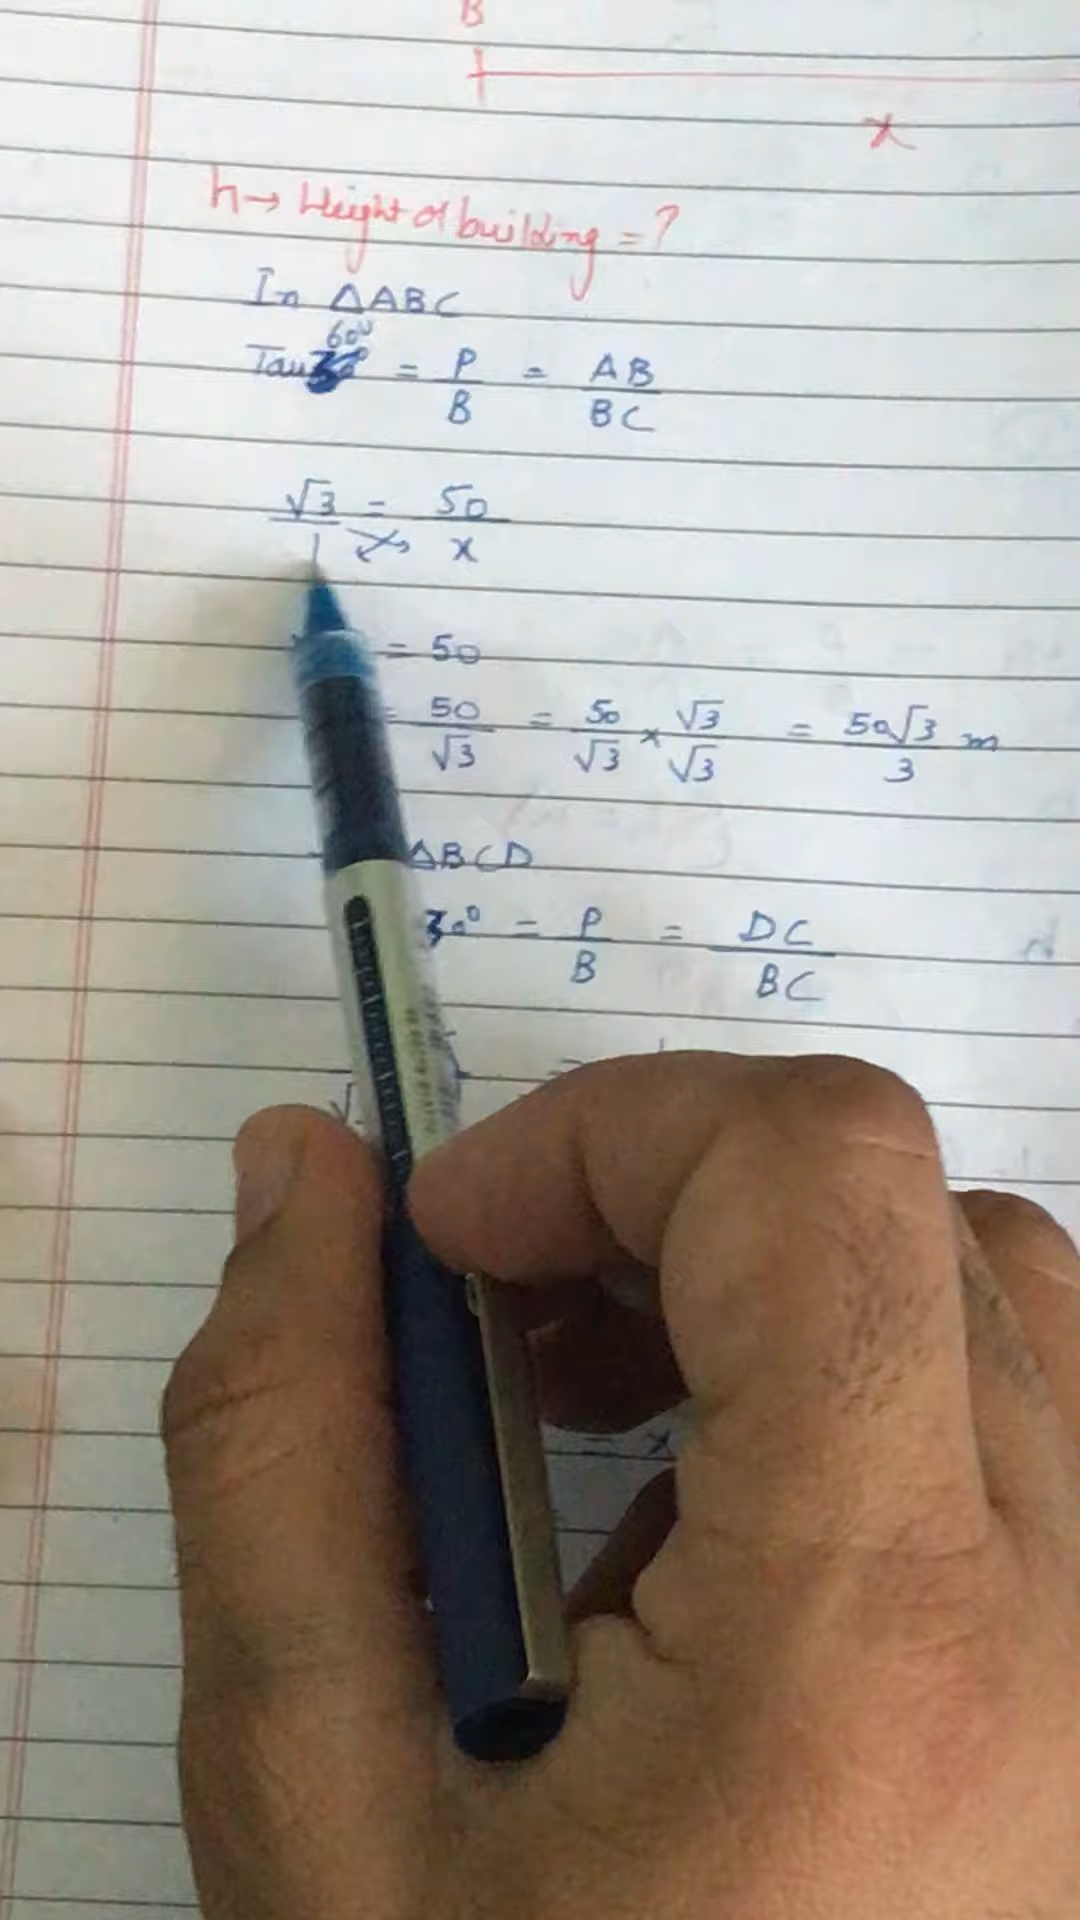 B
x
h→ Height of building = ?
In △ABC
60°
Tan = P/B = AB/BC
√3/1 = 50/x
= 50
= 50/√3 = 50/√3 × √3/√3 = 50√3/3 m
△BCD
30° = P/B = DC/BC
√
=
= x